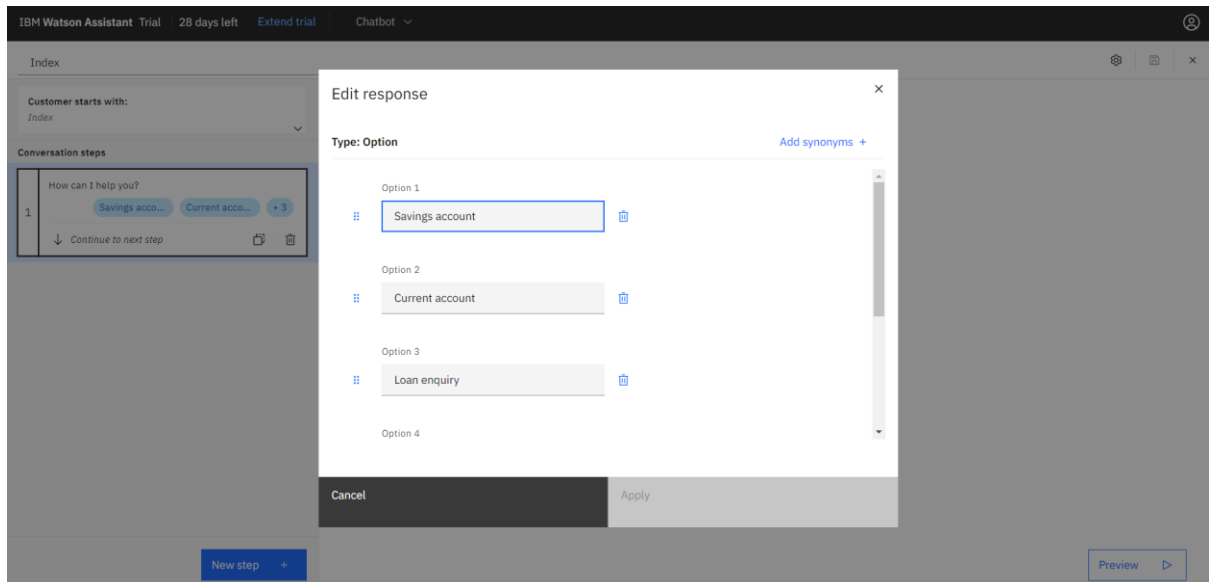 IBM Watson Assistant Trial 28 days left Extend trial Chatbot
Index
Customer starts with:
Index
Conversation steps
1
How can I help you?
Savings acco... Current acco... + 3
Continue to next step
New step +
Edit response
Type: Option Add synonyms +
Option 1
Savings account
Option 2
Current account
Option 3
Loan enquiry
Option 4
Cancel Apply
Preview